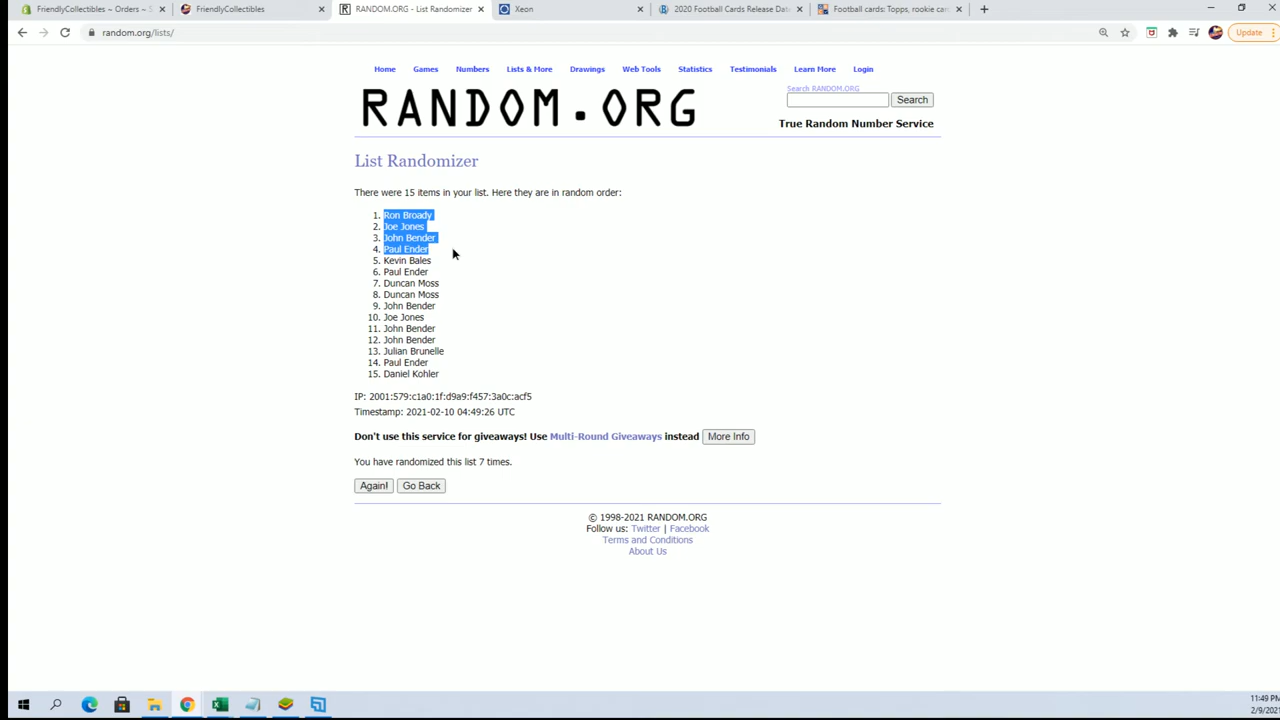 FriendlyCollectibles ~ Orders ~ S
FriendlyCollectibles
RANDOM.ORG - List Randomizer
Xeon
2020 Football Cards Release Dat
Football cards: Topps, rookie car
random.org/lists/
Update
Home
Games
Numbers
Lists & More
Drawings
Web Tools
Statistics
Testimonials
Learn More
Login
RANDOM.ORG
Search RANDOM.ORG
Search
True Random Number Service
List Randomizer
There were 15 items in your list. Here they are in random order:
1. Ron Broady
2. Joe Jones
3. John Bender
4. Paul Ender
5. Kevin Bales
6. Paul Ender
7. Duncan Moss
8. Duncan Moss
9. John Bender
10. Joe Jones
11. John Bender
12. John Bender
13. Julian Brunelle
14. Paul Ender
15. Daniel Kohler
IP: 2001:579:c1a0:1f:d9a9:f457:3a0c:acf5
Timestamp: 2021-02-10 04:49:26 UTC
Don't use this service for giveaways! Use Multi-Round Giveaways instead More Info
You have randomized this list 7 times.
Again! Go Back
© 1998-2021 RANDOM.ORG
Follow us: Twitter | Facebook
Terms and Conditions
About Us
11:49 PM
2/9/2021